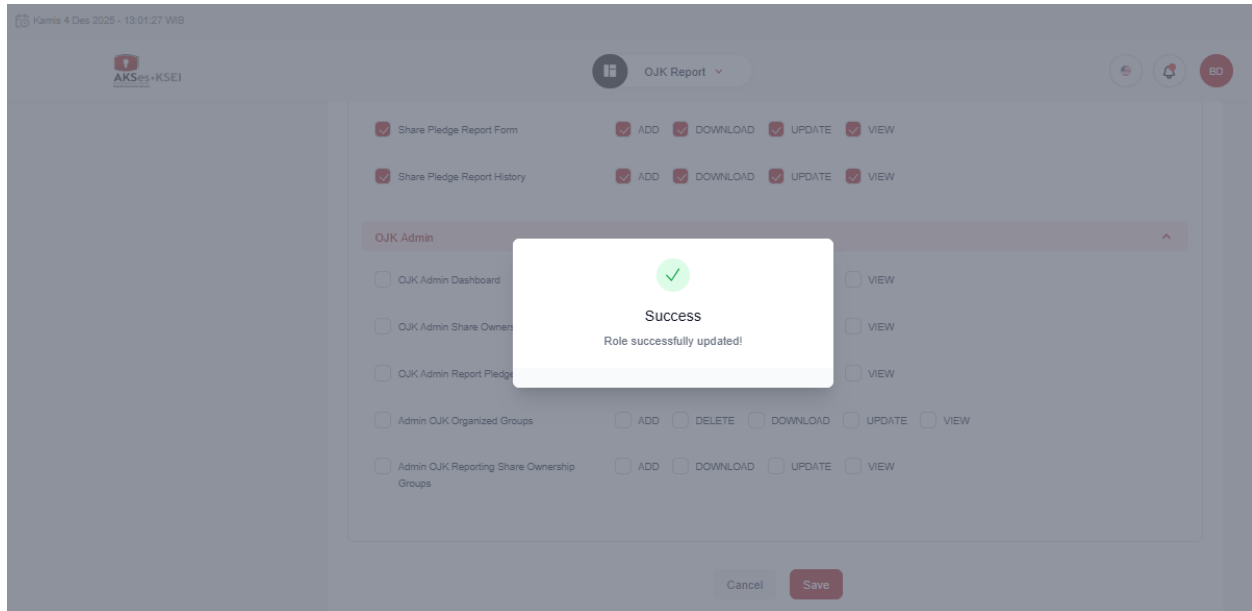 Kamis 4 Des 2025 - 13:01:27 WIB
AKSes•KSEI
OJK Report
BD
Share Pledge Report Form ADD DOWNLOAD UPDATE VIEW
Share Pledge Report History ADD DOWNLOAD UPDATE VIEW
OJK Admin
OJK Admin Dashboard VIEW
OJK Admin Share Owners VIEW
OJK Admin Report Pledge VIEW
Success
Role successfully updated!
Admin OJK Organized Groups ADD DELETE DOWNLOAD UPDATE VIEW
Admin OJK Reporting Share Ownership ADD DOWNLOAD UPDATE VIEW
Groups
Cancel Save